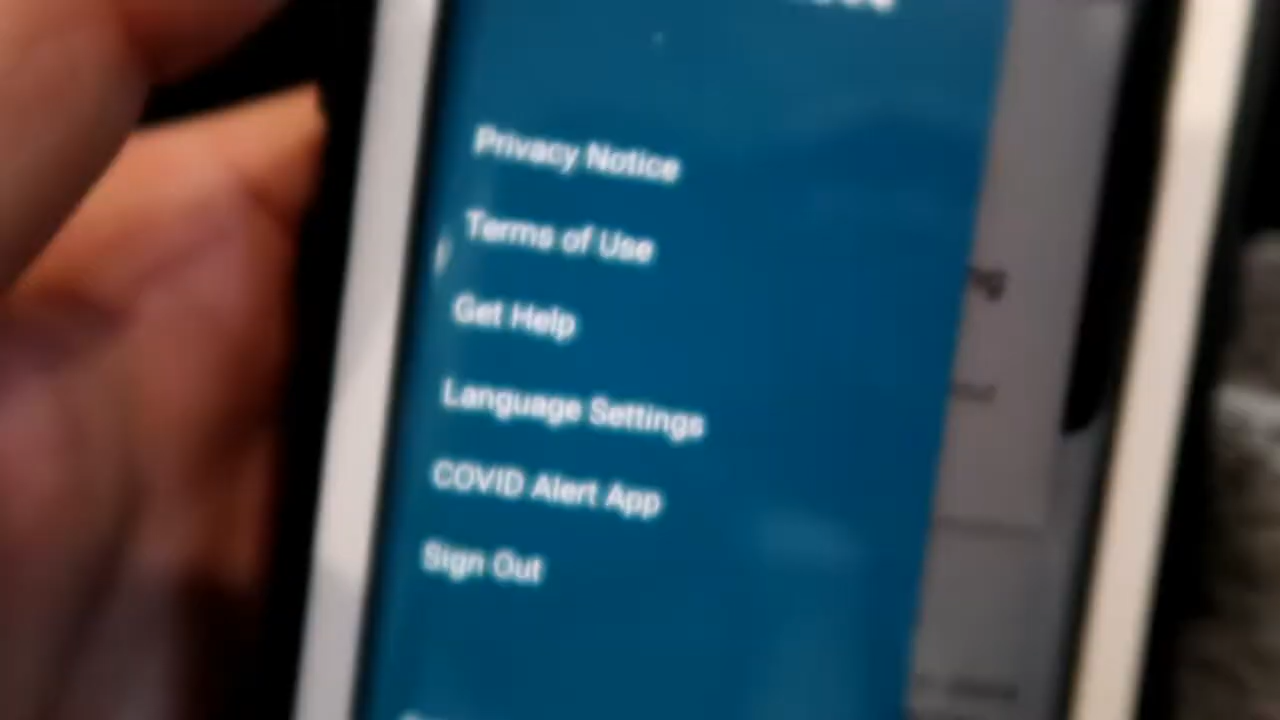 Privacy Notice
Terms of Use
Get Help
Language Settings
COVID Alert App
Sign Out